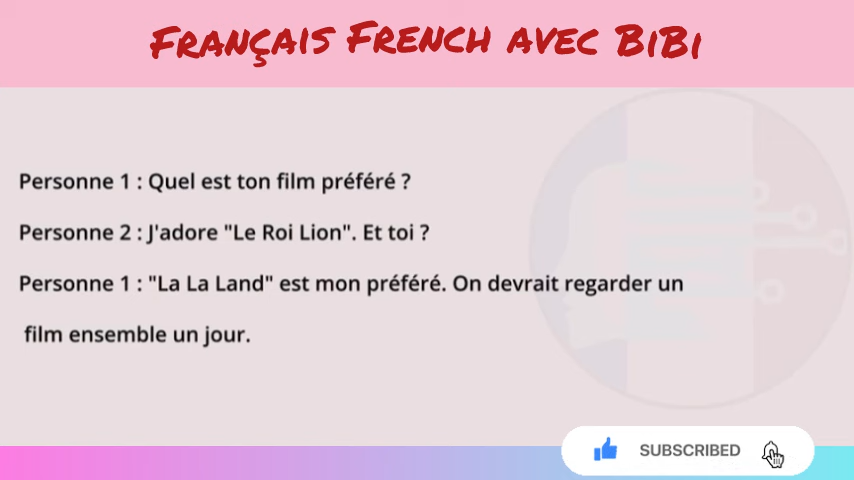 Français French avec BiBi
Personne 1 : Quel est ton film préféré ?
Personne 2 : J'adore "Le Roi Lion". Et toi ?
Personne 1 : "La La Land" est mon préféré. On devrait regarder un
film ensemble un jour.
SUBSCRIBED